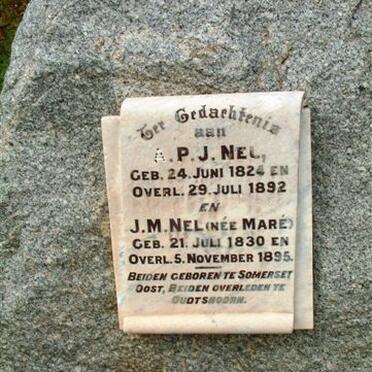 Ter Gedachtenis
aan
A.P.J. NEL,
GEB. 24. JUNI 1824 EN
OVERL. 29. JULI 1892
EN
J.M. NEL (NÉE MARÉ)
GEB. 21. JULI 1830 EN
OVERL. 5. NOVEMBER 1895.
BEIDEN GEBOREN TE SOMERSET
OOST, BEIDEN OVERLEDEN TE
OUDTSHOORN.